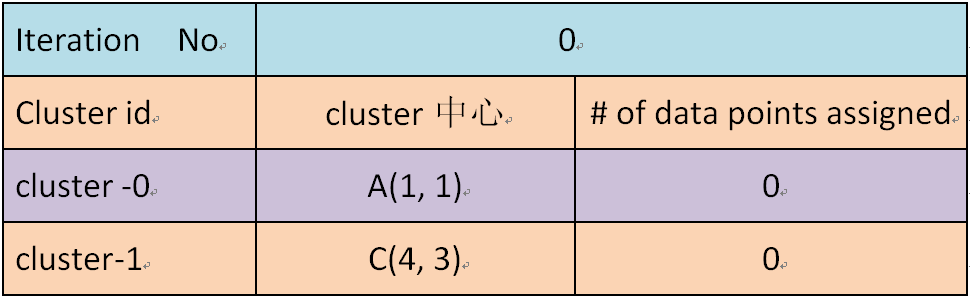 Iteration No 0
Cluster id cluster 中心 # of data points assigned
cluster -0 A(1, 1) 0
cluster-1 C(4, 3) 0